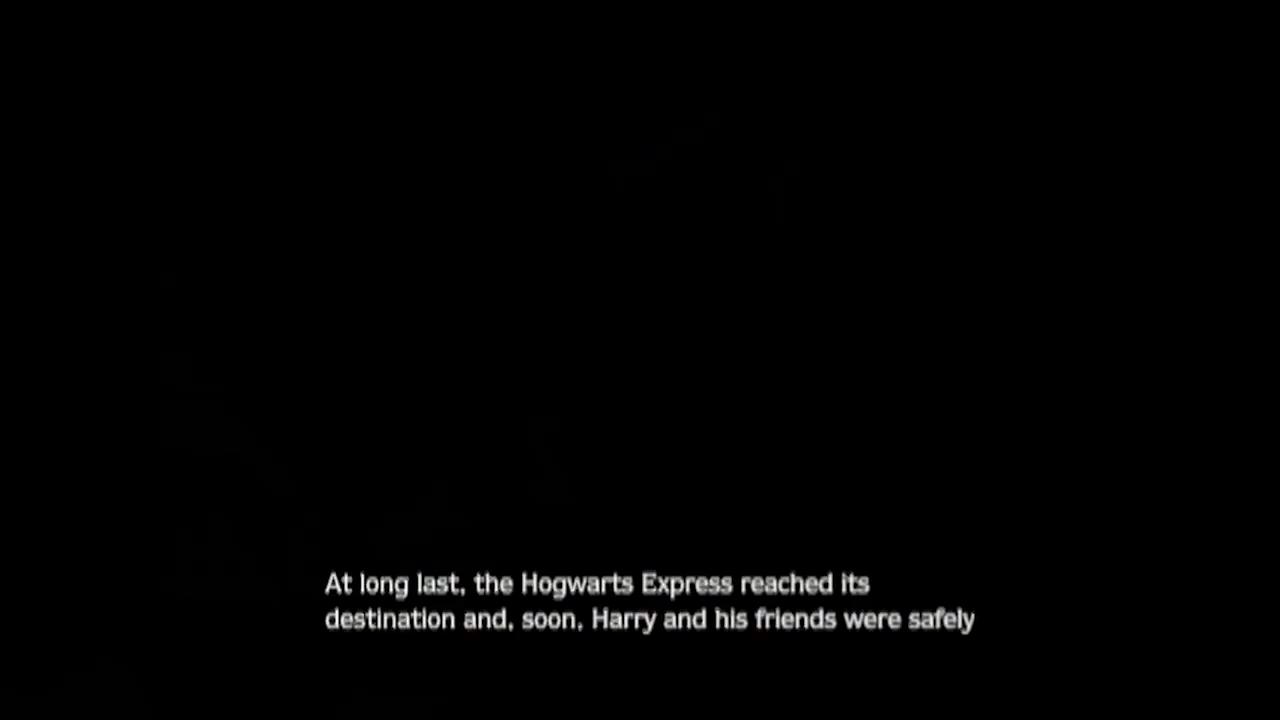 At long last, the Hogwarts Express reached its
destination and, soon, Harry and his friends were safely